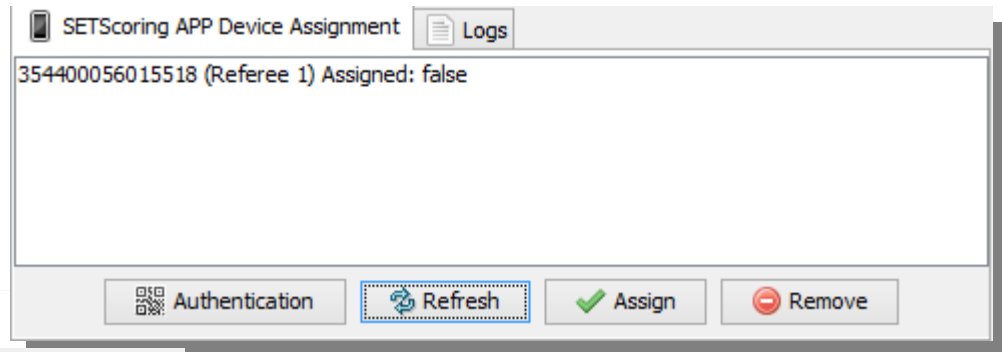 SETScoring APP Device Assignment Logs
354400056015518 (Referee 1) Assigned: false
Authentication Refresh Assign Remove